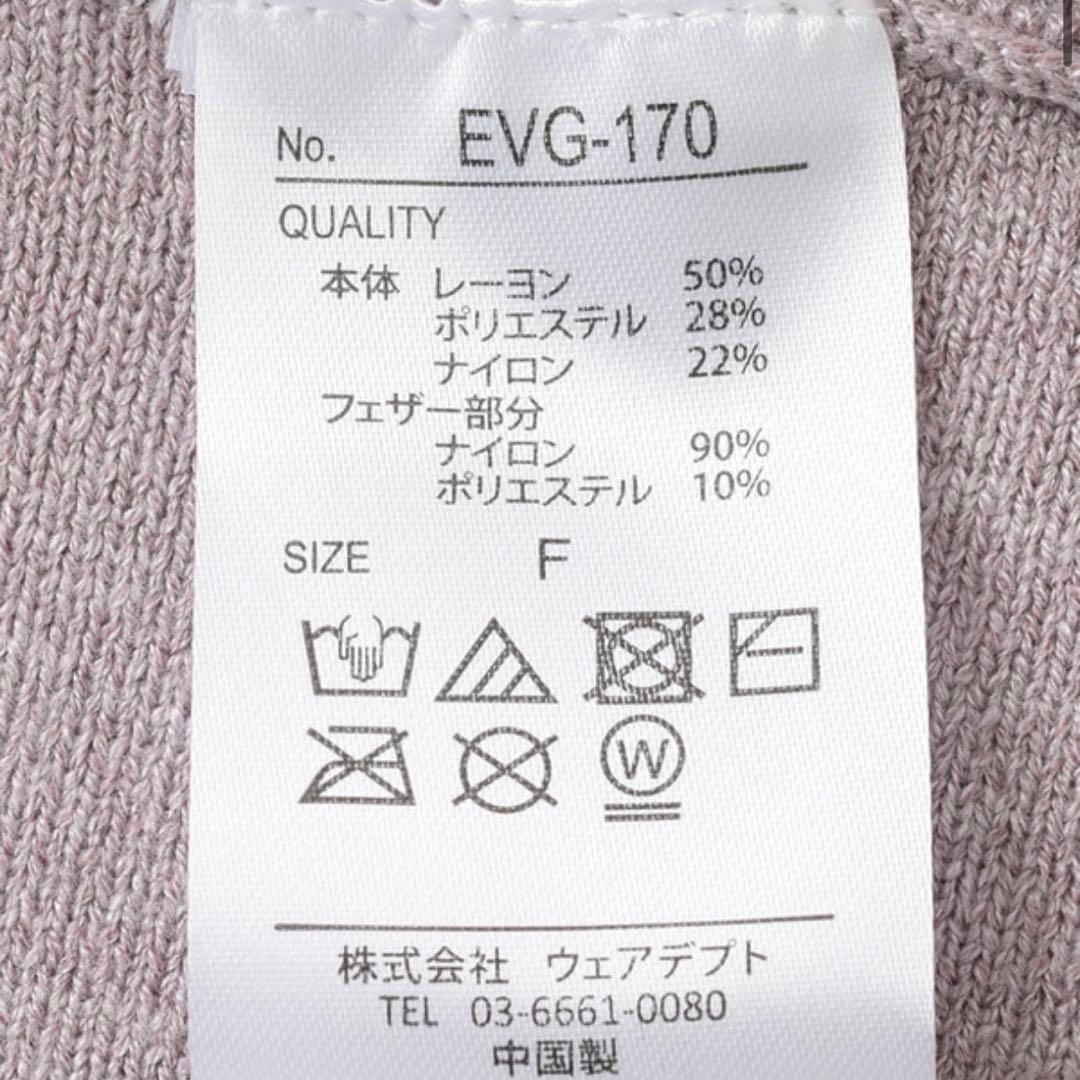 No. EVG-170
QUALITY
本体 レーヨン 50%
ポリエステル 28%
ナイロン 22%
フェザー部分
ナイロン 90%
ポリエステル 10%
SIZE F
W
株式会社 ウェアデプト
TEL 03-6661-0080
中国製